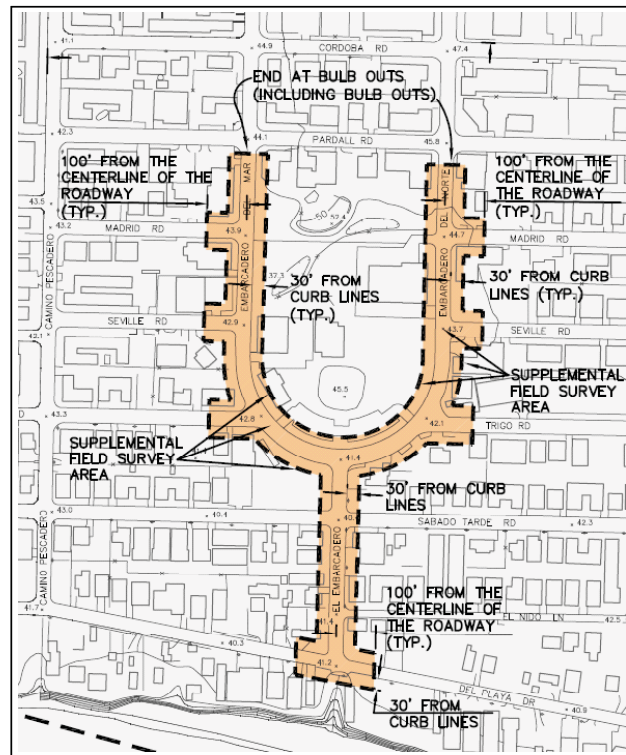 41.1
44.9
CORDOBA RD
47.4
END AT BULB OUTS
(INCLUDING BULB OUTS)
42.3
44.1
PARDALL RD
45.8
100' FROM THE
CENTERLINE OF
THE ROADWAY
(TYP.)
100' FROM THE
CENTERLINE OF
THE ROADWAY
(TYP.)
43.5
43.2
MADRID RD
43.9
50
52.4
44.7
MADRID RD
CAMINO PESCADERO
EMBARCADERO DEL MAR
EMBARCADERO DEL NORTE
37.3
30' FROM
CURB LINES
(TYP.)
30' FROM CURB
LINES (TYP.)
42.1
SEVILLE RD
42.9
43.7
SEVILLE RD
45.5
SUPPLEMENTAL
FIELD SURVEY
AREA
43.3
42.8
42.1
TRIGO RD
SUPPLEMENTAL
FIELD SURVEY
AREA
41.4
30' FROM CURB
LINES
43.0
40.4
40.
SABADO TARDE RD
42.3
CAMINO PESCADERO
EL EMBARCADERO
100' FROM THE
CENTERLINE OF
THE ROADWAY
(TYP.)
41.7
41.4
40.3
EL NIDO LN
42.5
41.2
DEL PLAYA DR
40.9
30' FROM
CURB LINES